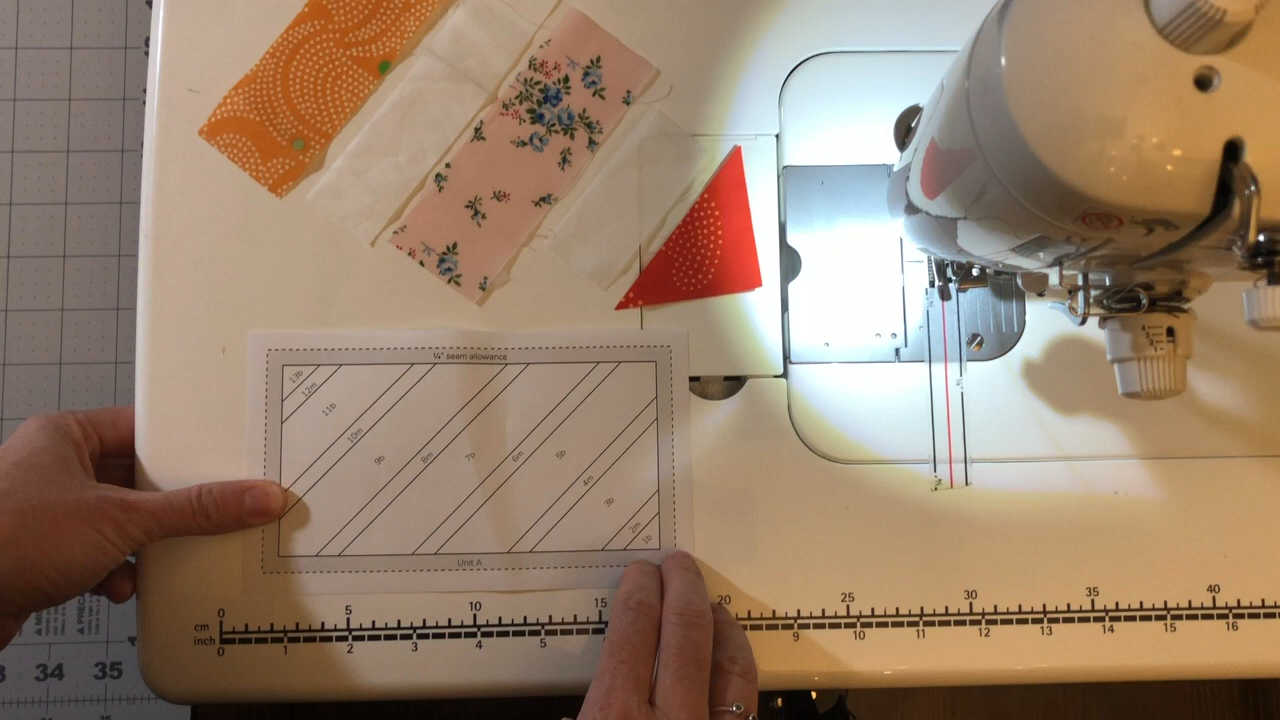 ¼" seam allowance
13b
12m
11b
10m
9b
8m
7b
6m
5b
4m
3b
2m
1b
Unit A
cm 0 5 10 15 20 25 30 35 40
inch 0 1 2 3 4 5 9 10 11 12 13 14 15 16
34 35